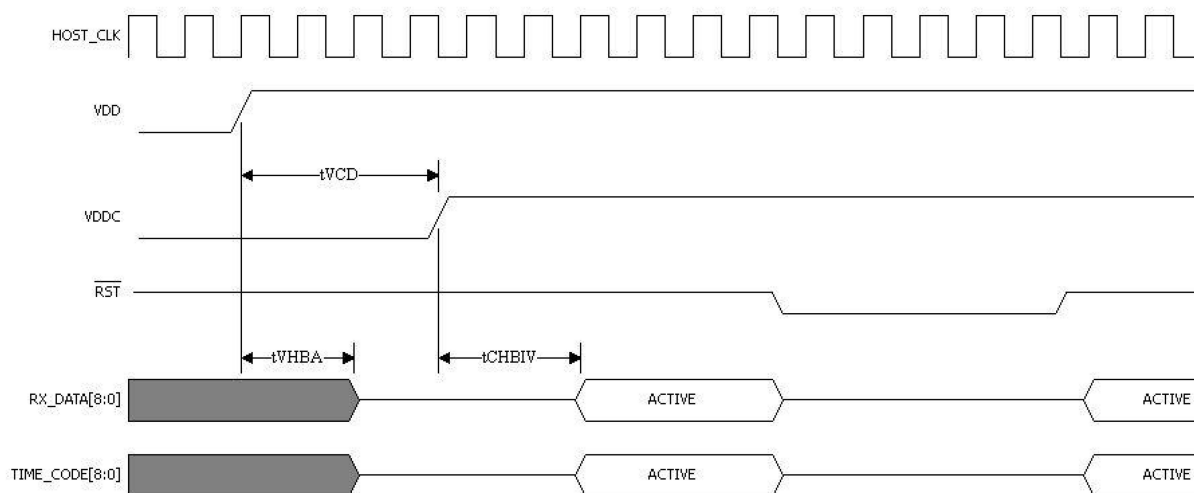 HOST_CLK
VDD
tVCD
VDDC
RST
tVHBA
tCHBIV
RX_DATA[8:0]
ACTIVE
ACTIVE
TIME_CODE[8:0]
ACTIVE
ACTIVE